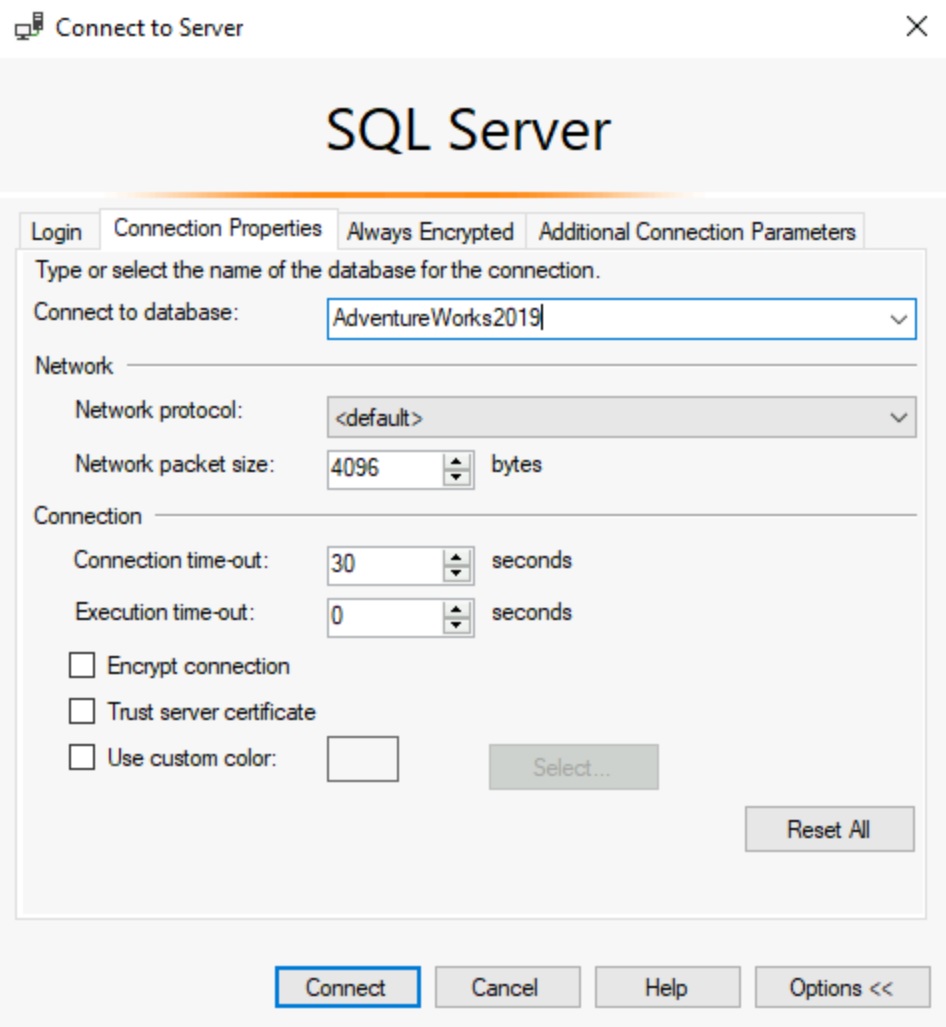 Connect to Server
SQL Server
Login Connection Properties Always Encrypted Additional Connection Parameters
Type or select the name of the database for the connection.
Connect to database: AdventureWorks2019
Network
Network protocol: <default>
Network packet size: 4096 bytes
Connection
Connection time-out: 30 seconds
Execution time-out: 0 seconds
Encrypt connection
Trust server certificate
Use custom color: Select...
Reset All
Connect Cancel Help Options <<